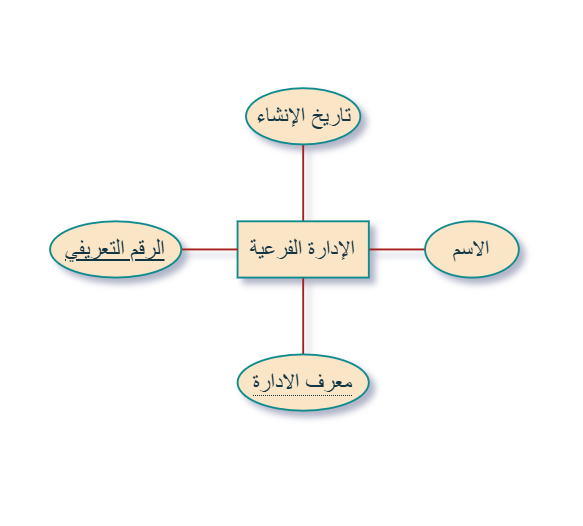 تاريخ الإنشاء
الاسم
الإدارة الفرعية
الرقم التعريفي
معرف الادارة